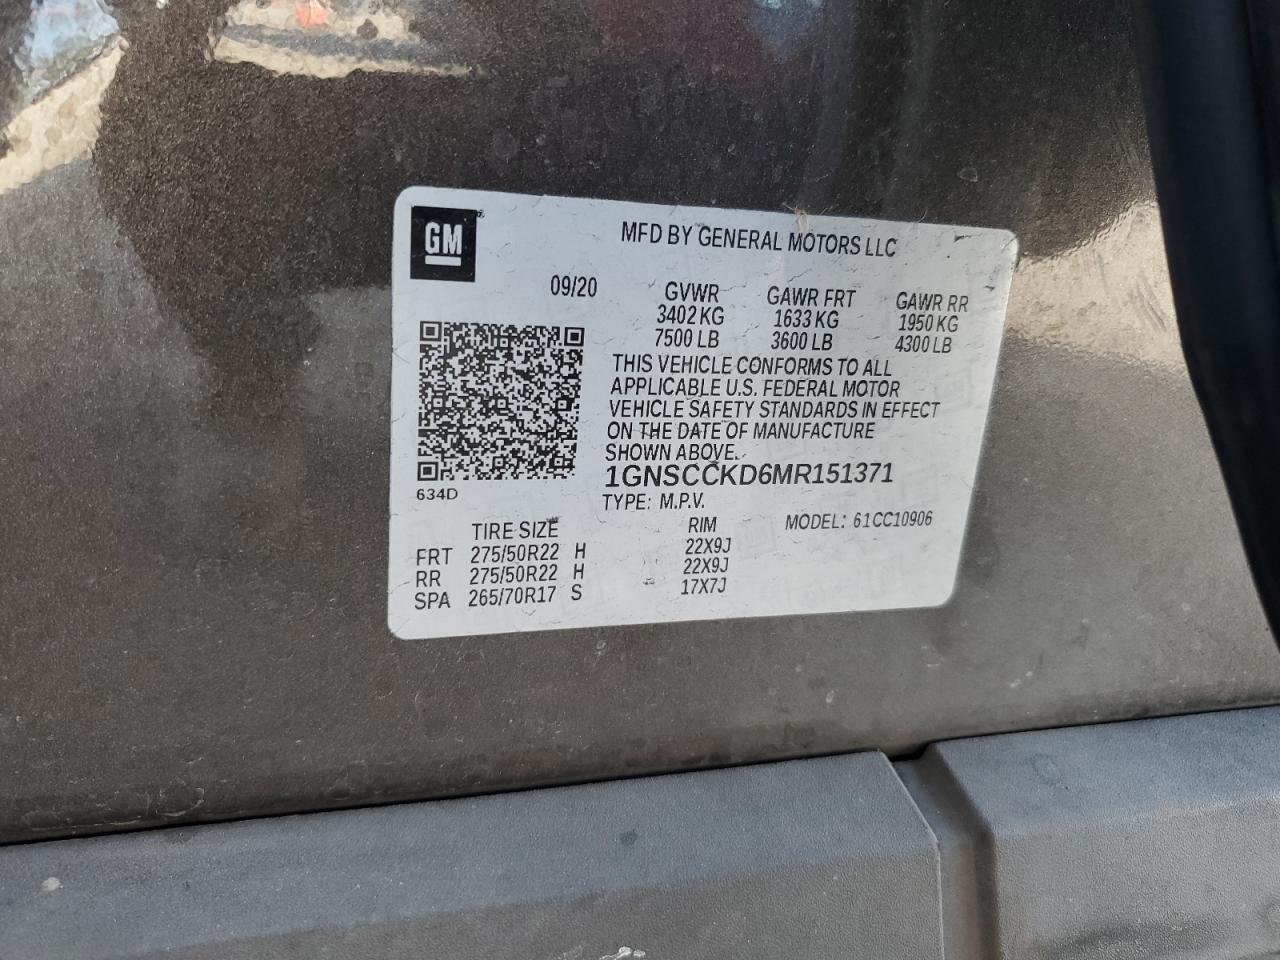 GM
MFD BY GENERAL MOTORS LLC
09/20
GVWR GAWR FRT GAWR RR
3402 KG 1633 KG 1950 KG
7500 LB 3600 LB 4300 LB
THIS VEHICLE CONFORMS TO ALL
APPLICABLE U.S. FEDERAL MOTOR
VEHICLE SAFETY STANDARDS IN EFFECT
ON THE DATE OF MANUFACTURE
SHOWN ABOVE.
1GNSCCKD6MR151371
634D
TYPE: M.P.V.
MODEL: 61CC10906
TIRE SIZE RIM
FRT 275/50R22 H 22X9J
RR 275/50R22 H 22X9J
SPA 265/70R17 S 17X7J